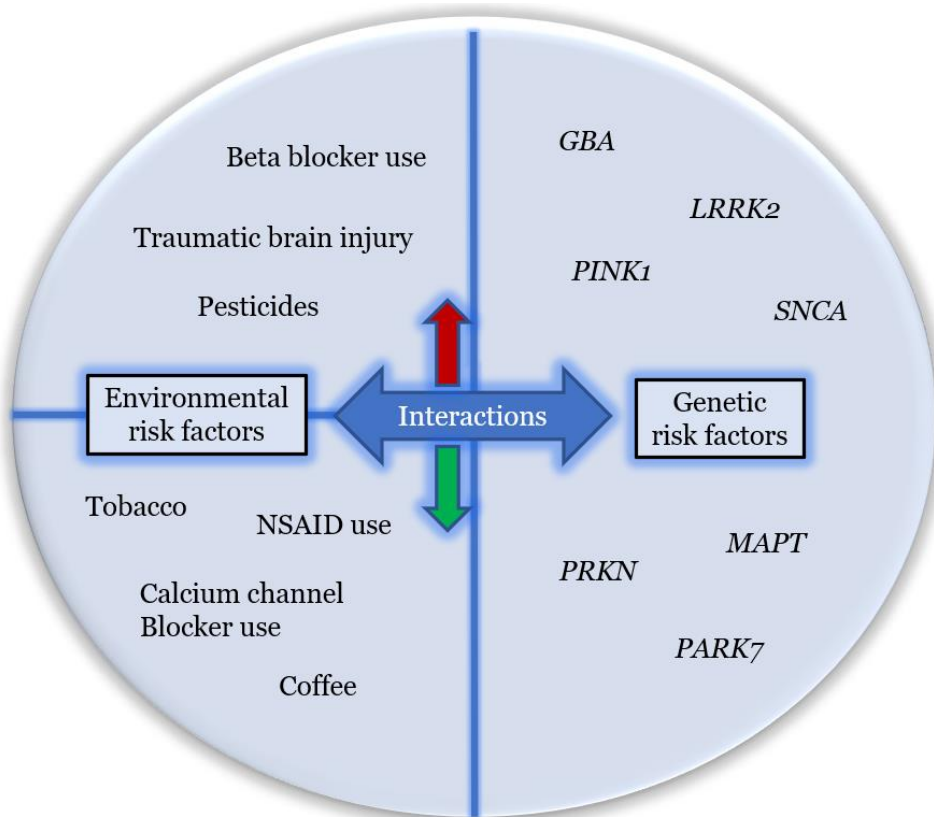 Beta blocker use
Traumatic brain injury
Pesticides
Environmental
risk factors
Tobacco
NSAID use
Calcium channel
Blocker use
Coffee
Interactions
GBA
LRRK2
PINK1
SNCA
Genetic
risk factors
MAPT
PRKN
PARK7